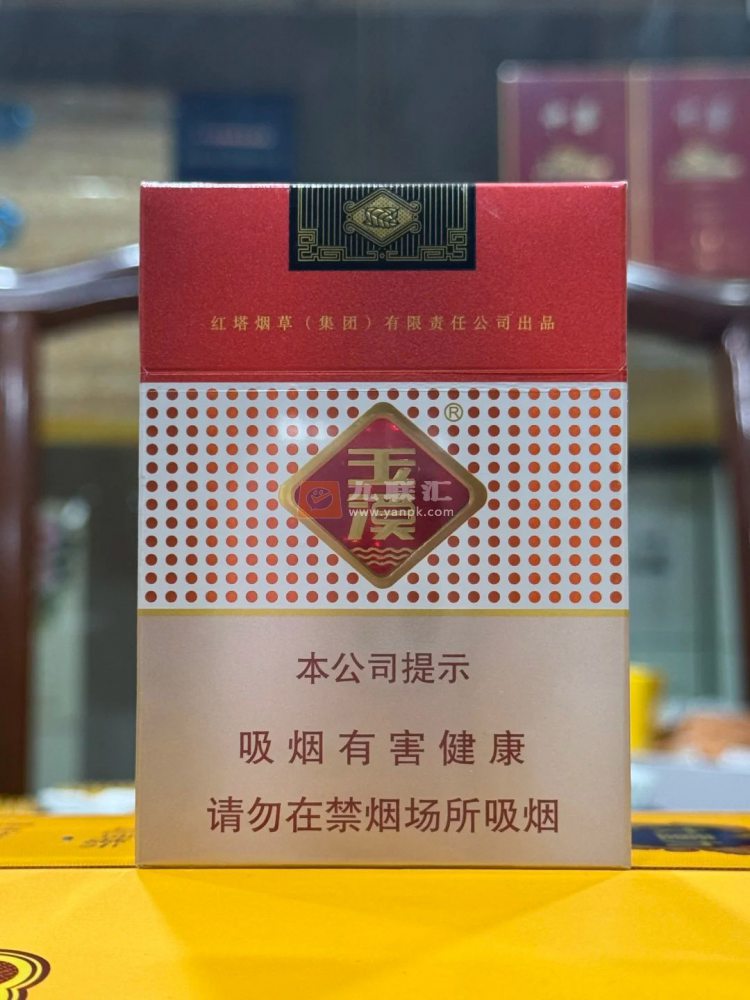 红塔烟草（集团）有限责任公司出品
®
玉溪
九联汇
www.yanpk.com
本公司提示
吸烟有害健康
请勿在禁烟场所吸烟